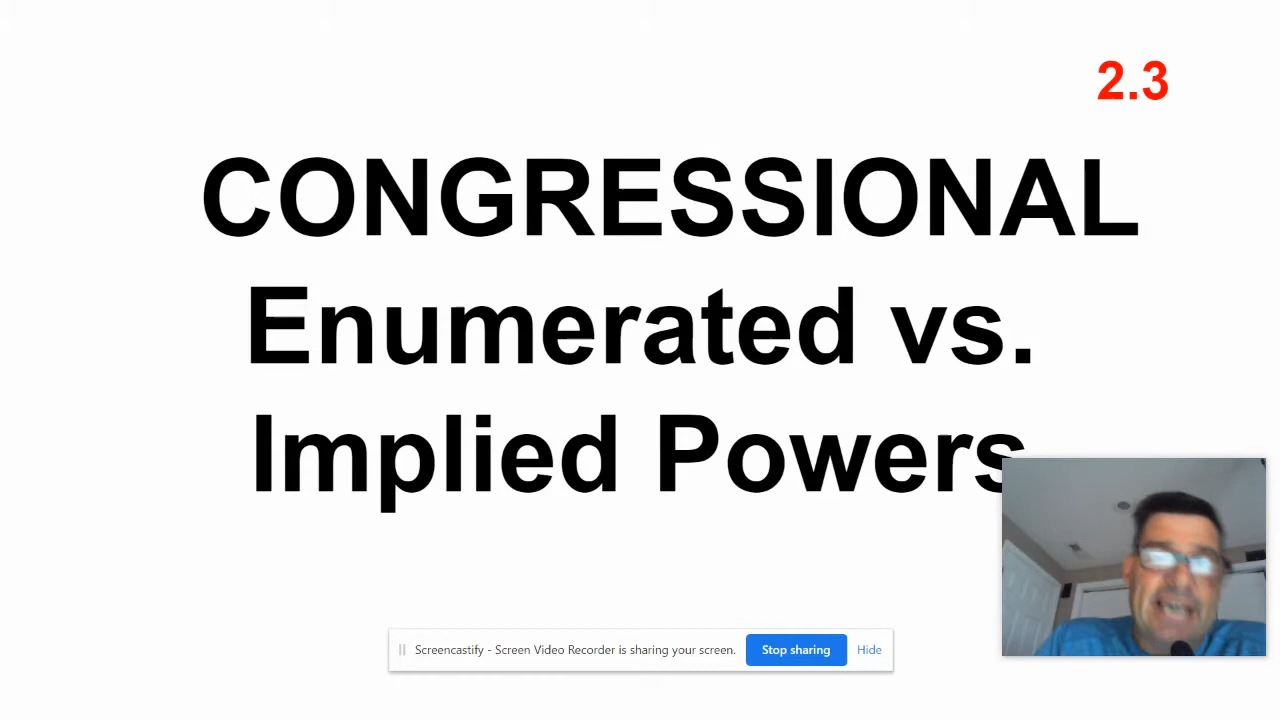 2.3
CONGRESSIONAL
Enumerated vs.
Implied Powers
Screencastify - Screen Video Recorder is sharing your screen.
Stop sharing
Hide